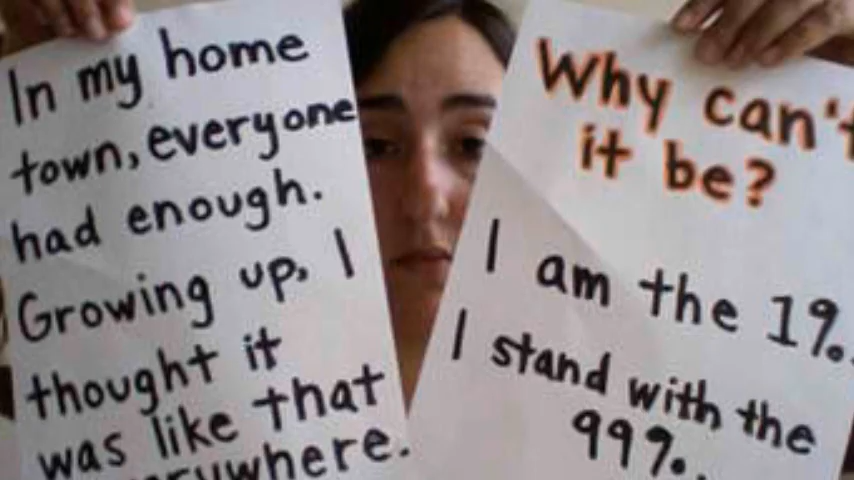 In my home
town, everyone
had enough.
Growing up, I
thought it
was like that
everywhere.
Why can't
it be?
I am the 1%.
I stand with the
99%.